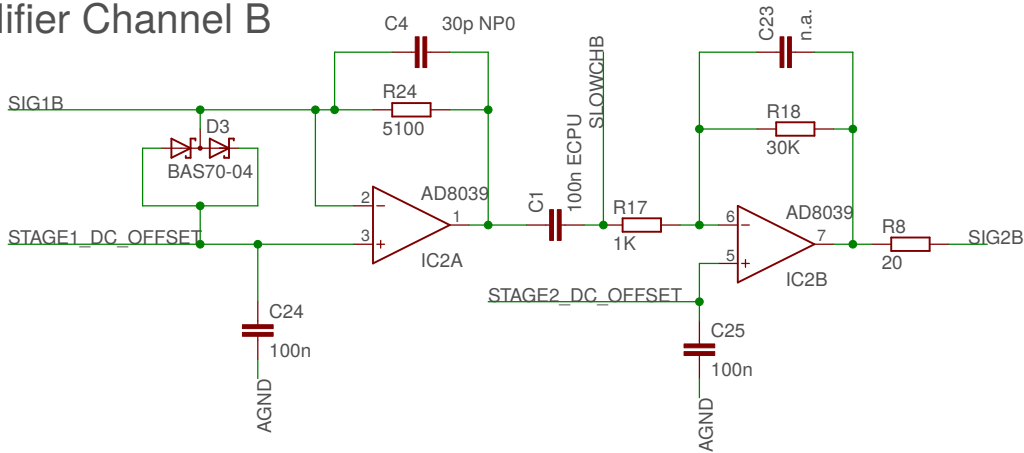 lifier Channel B
C4
30p NP0
C23
n.a.
SIG1B
R24
5100
100n ECPU
SLOWCHB
R18
30K
D3
BAS70-04
AD8039
2
3
1
IC2A
STAGE1_DC_OFFSET
C1
R17
1K
AD8039
6
5
7
IC2B
R8
20
SIG2B
STAGE2_DC_OFFSET
C24
100n
AGND
C25
100n
AGND